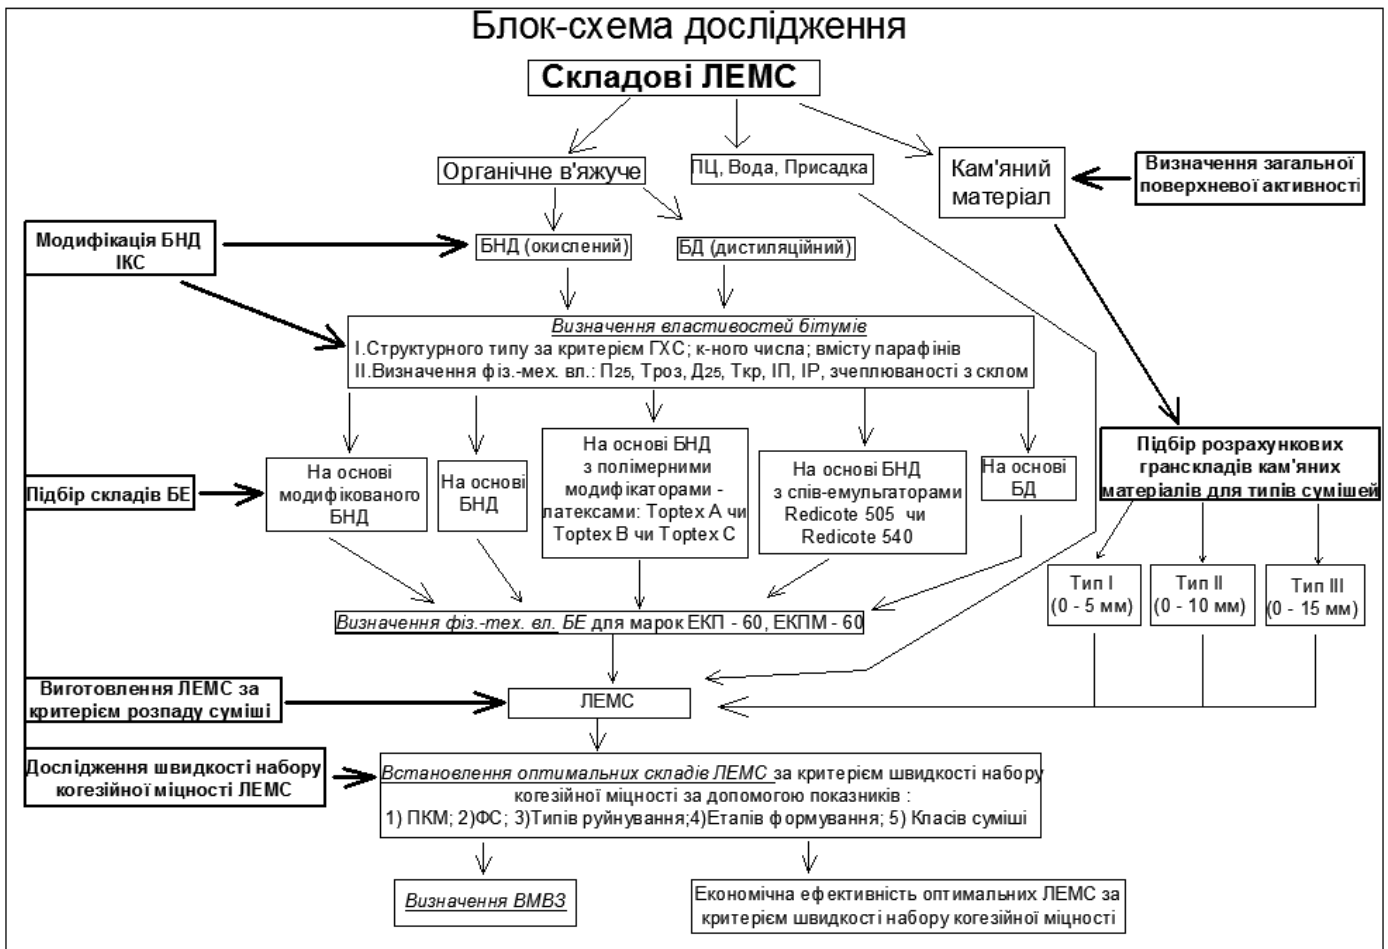 Блок-схема дослідження
Складові ЛЕМС
Органічне в'яжуче
ПЦ, Вода, Присадка
Кам'яний
матеріал
Визначення загальної
поверхневої активності
Модифікація БНД
ІКС
БНД (окислений)
БД (дистиляційний)
Визначення властивостей бітумів
I.Структурного типу за критерієм ГХС; к-ного числа; вмісту парафінів
II.Визначення фіз.-мех. вл.: П25, Троз, Д25, Ткр, ІП, ІР, зчеплюваності з склом
Підбір складів БЕ
На основі
модифікованого
БНД
На основі
БНД
На основі БНД
з полімерними
модифікаторами -
латексами: Toptex A чи
Toptex B чи Toptex C
На основі БНД
з спів-емульгаторами
Redicote 505 чи
Redicote 540
На основі
БД
Підбір розрахункових
гранскладів кам'яних
матеріалів для типів сумішей
Тип I
(0 - 5 мм)
Тип II
(0 - 10 мм)
Тип III
(0 - 15 мм)
Визначення фіз.-тех. вл. БЕ для марок ЕКП - 60, ЕКПМ - 60
Виготовлення ЛЕМС за
критерієм розпаду суміші
ЛЕМС
Дослідження швидкості набору
когезійної міцності ЛЕМС
Встановлення оптимальних складів ЛЕМС за критерієм швидкості набору
когезійної міцності за допомогою показників :
1) ПКМ; 2)ФС; 3)Типів руйнування;4)Етапів формування; 5) Класів суміші
Визначення ВМВЗ
Економічна ефективність оптимальних ЛЕМС за
критерієм швидкості набору когезійної міцності